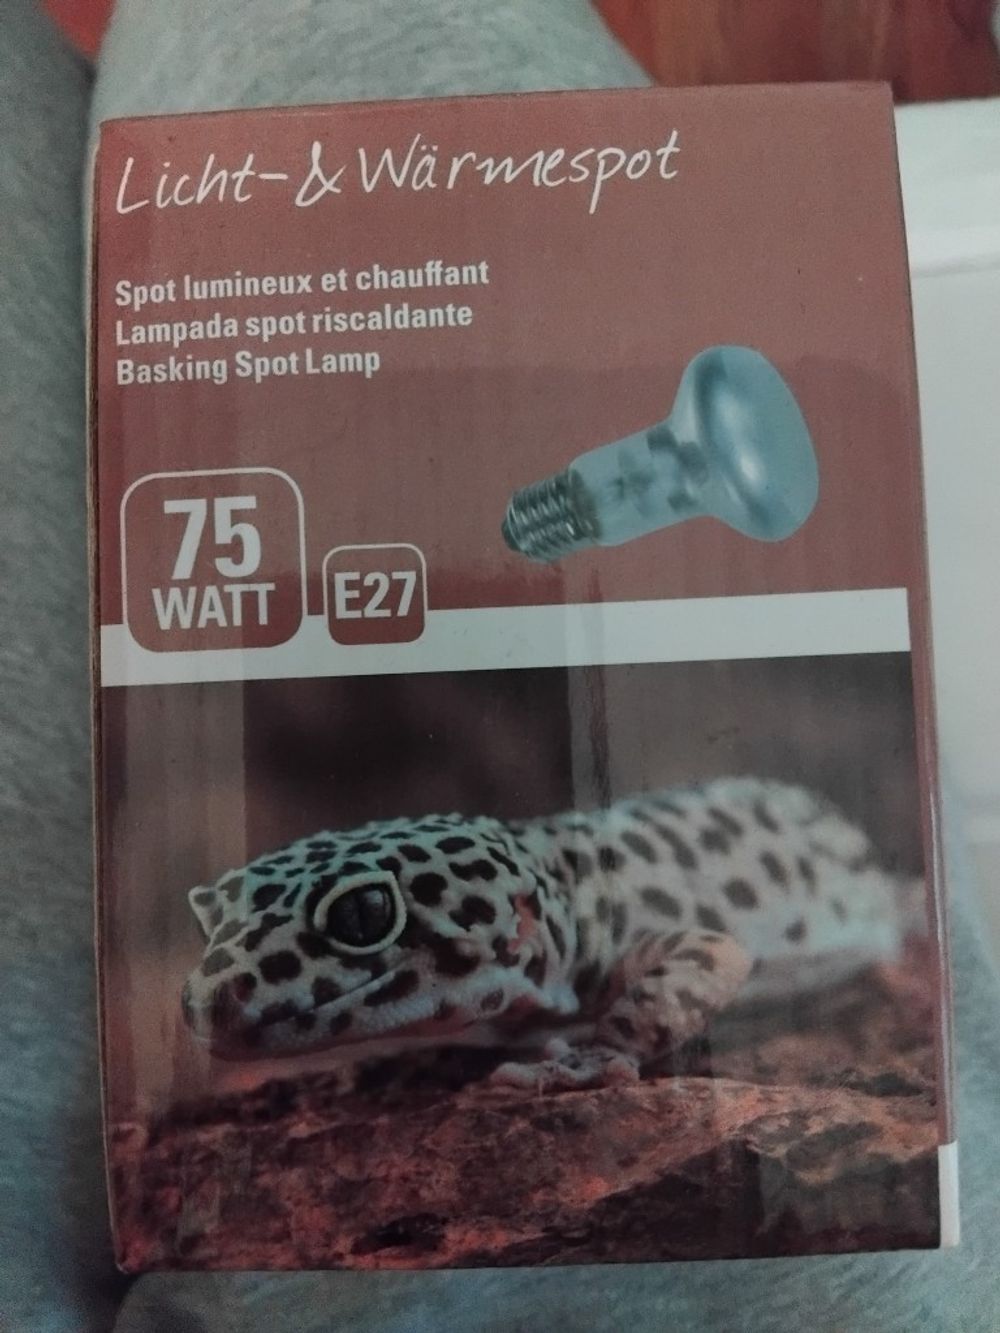 Licht- & Wärmespot
Spot lumineux et chauffant
Lampada spot riscaldante
Basking Spot Lamp
75
WATT
E27